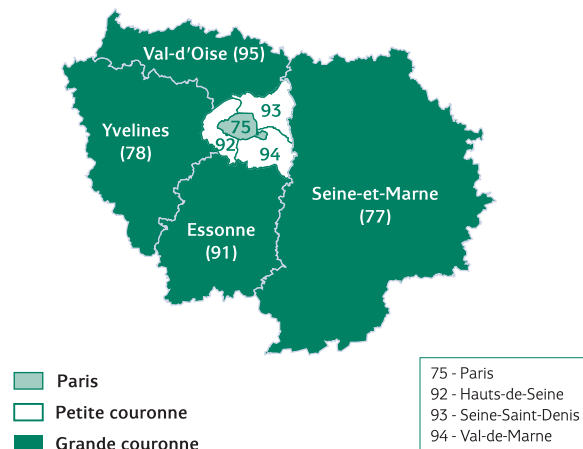 Val-d'Oise (95)
93
Yvelines
(78)
75
92
94
Seine-et-Marne
(77)
Essonne
(91)
Paris
Petite couronne
Grande couronne
75 - Paris
92 - Hauts-de-Seine
93 - Seine-Saint-Denis
94 - Val-de-Marne